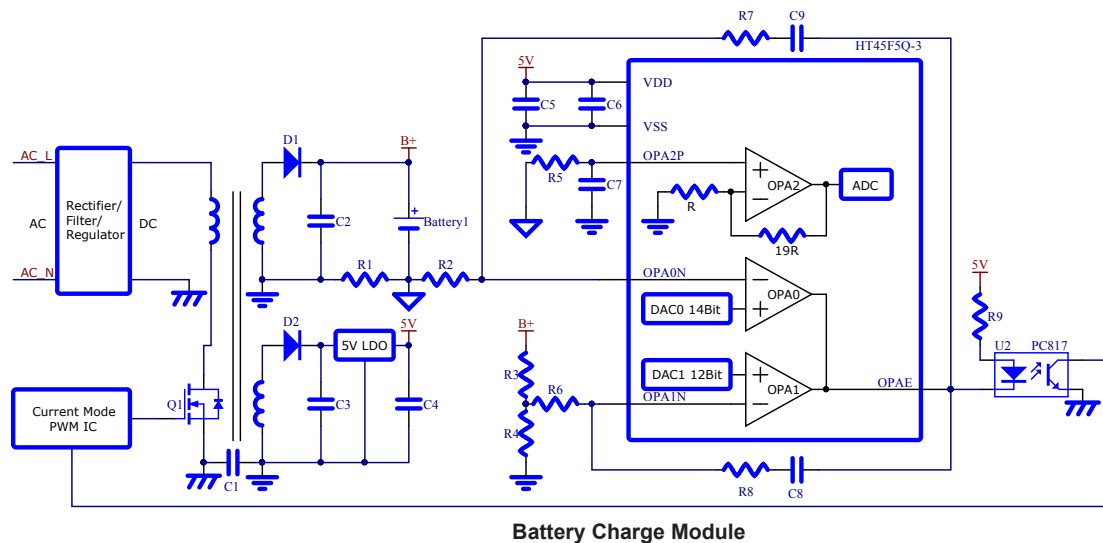 R7
C9
HT45F5Q-3
5V
VDD
C5
C6
VSS
D1
B+
AC_L
OPA2P
R5
C7
OPA2
ADC
R
19R
Rectifier/
Filter/
Regulator
AC
DC
C2
+
Battery1
AC_N
R1
R2
OPA0N
OPA0
DAC0 14Bit
5V
R9
D2
5V LDO
5V
B+
R3
R6
R4
DAC1 12Bit
OPA1N
OPA1
OPAE
U2
PC817
Current Mode
PWM IC
Q1
C3
C4
C1
R8
C8
Battery Charge Module